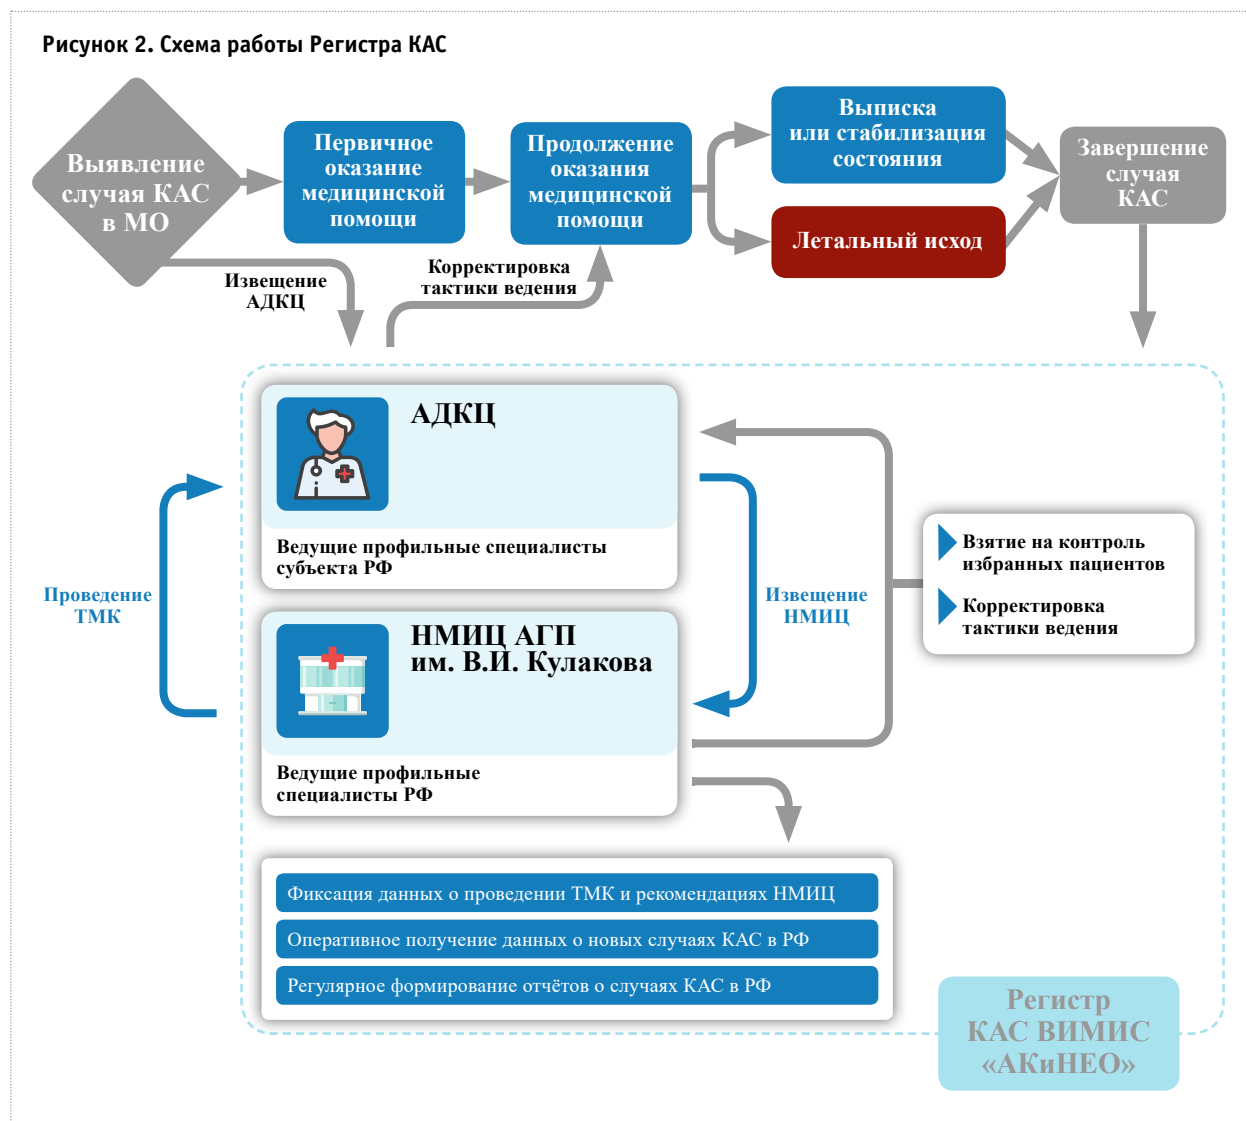 Рисунок 2. Схема работы Регистра КАС
Выявление
случая КАС
в МО
Первичное
оказание
медицинской
помощи
Продолжение
оказания
медицинской
помощи
Выписка
или стабилизация
состояния
Летальный исход
Завершение
случая
КАС
Извещение
АДКЦ
Корректировка
тактики ведения
АДКЦ
Ведущие профильные специалисты
субъекта РФ
Проведение
ТМК
Извещение
НМИЦ
Взятие на контроль
избранных пациентов
Корректировка
тактики ведения
НМИЦ АГП
им. В.И. Кулакова
Ведущие профильные
специалисты РФ
Фиксация данных о проведении ТМК и рекомендациях НМИЦ
Оперативное получение данных о новых случаях КАС в РФ
Регулярное формирование отчётов о случаях КАС в РФ
Регистр
КАС ВИМИС
«АКиНЕО»